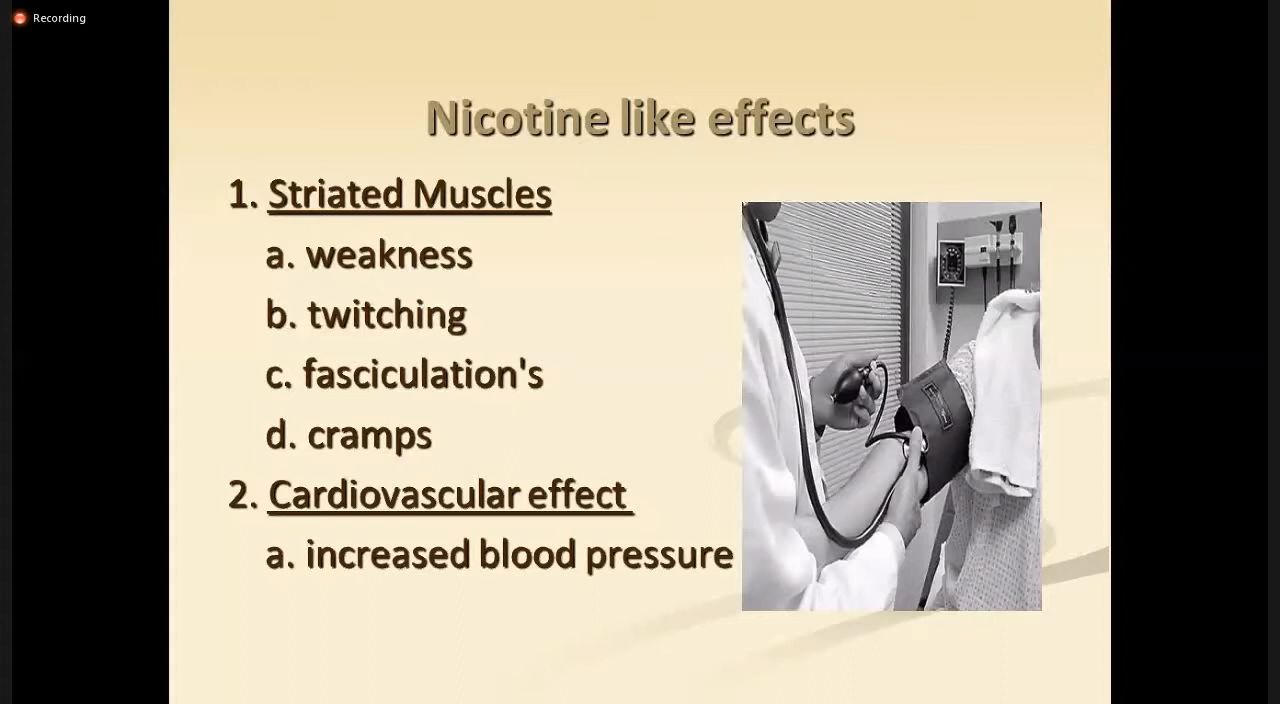 Recording
Nicotine like effects
1. Striated Muscles
a. weakness
b. twitching
c. fasciculation's
d. cramps
2. Cardiovascular effect
a. increased blood pressure